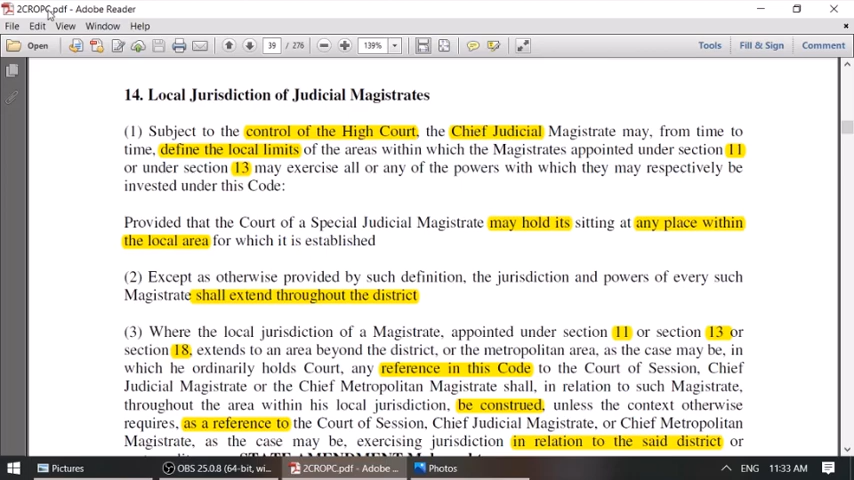 2CROPC.pdf - Adobe Reader
File Edit View Window Help
Open 39 / 276 139% Tools Fill & Sign Comment
14. Local Jurisdiction of Judicial Magistrates
(1) Subject to the control of the High Court, the Chief Judicial Magistrate may, from time to
time, define the local limits of the areas within which the Magistrates appointed under section 11
or under section 13 may exercise all or any of the powers with which they may respectively be
invested under this Code:
Provided that the Court of a Special Judicial Magistrate may hold its sitting at any place within
the local area for which it is established
(2) Except as otherwise provided by such definition, the jurisdiction and powers of every such
Magistrate shall extend throughout the district
(3) Where the local jurisdiction of a Magistrate, appointed under section 11 or section 13 or
section 18, extends to an area beyond the district, or the metropolitan area, as the case may be, in
which he ordinarily holds Court, any reference in this Code to the Court of Session, Chief
Judicial Magistrate or the Chief Metropolitan Magistrate shall, in relation to such Magistrate,
throughout the area within his local jurisdiction, be construed, unless the context otherwise
requires, as a reference to the Court of Session, Chief Judicial Magistrate, or Chief Metropolitan
Magistrate, as the case may be, exercising jurisdiction in relation to the said district or
Pictures OBS 25.0.8 (64-bit, wi... 2CROPC.pdf - Adobe ... Photos ENG 11:33 AM